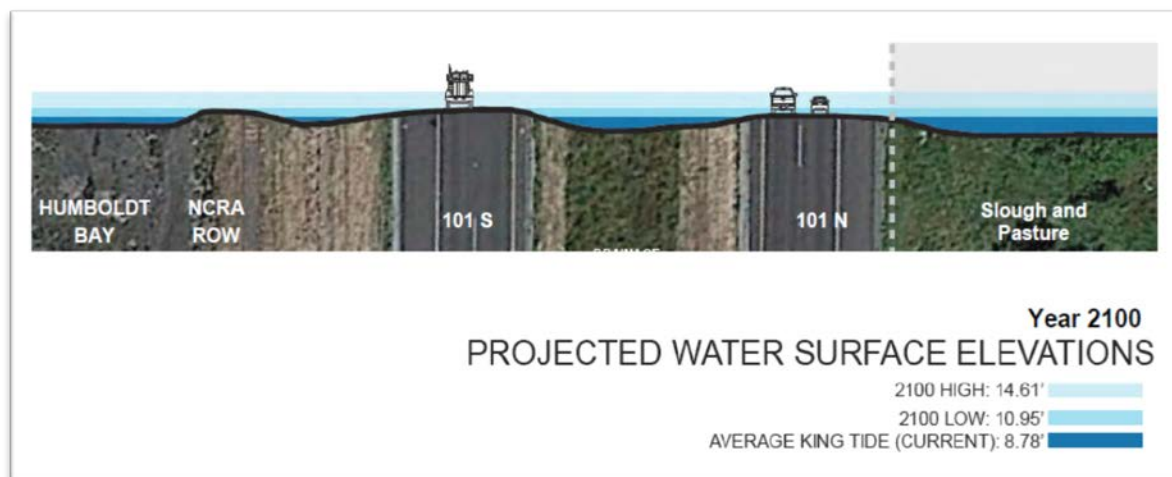 HUMBOLDT
BAY
NCRA
ROW
101 S
DRAINAGE
101 N
Slough and
Pasture
Year 2100
PROJECTED WATER SURFACE ELEVATIONS
2100 HIGH: 14.61'
2100 LOW: 10.95'
AVERAGE KING TIDE (CURRENT): 8.78'